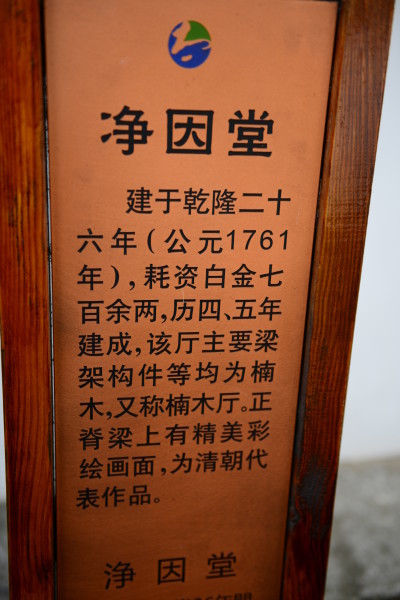 净因堂
建于乾隆二十
六年(公元1761
年),耗资白金七
百余两,历四、五年
建成,该厅主要梁
架构件等均为楠
木,又称楠木厅。正
脊梁上有精美彩
绘画面,为清朝代
表作品。
净因堂